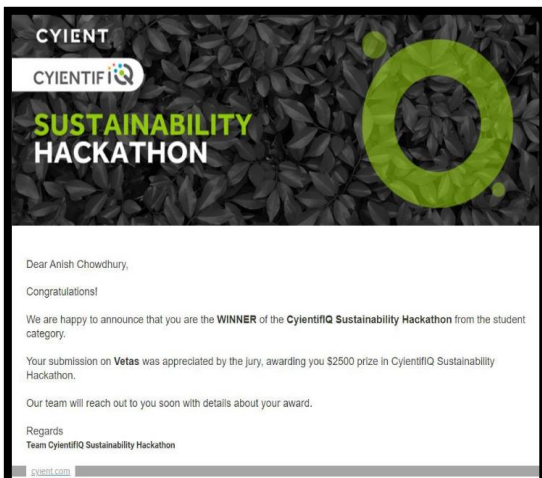 CYIENT
CYIENTIFIQ
SUSTAINABILITY
HACKATHON
Dear Anish Chowdhury,
Congratulations!
We are happy to announce that you are the WINNER of the CyientifIQ Sustainability Hackathon from the student
category.
Your submission on Vetas was appreciated by the jury, awarding you $2500 prize in CyientifIQ Sustainability
Hackathon.
Our team will reach out to you soon with details about your award.
Regards
Team CyientifIQ Sustainability Hackathon
cyient.com